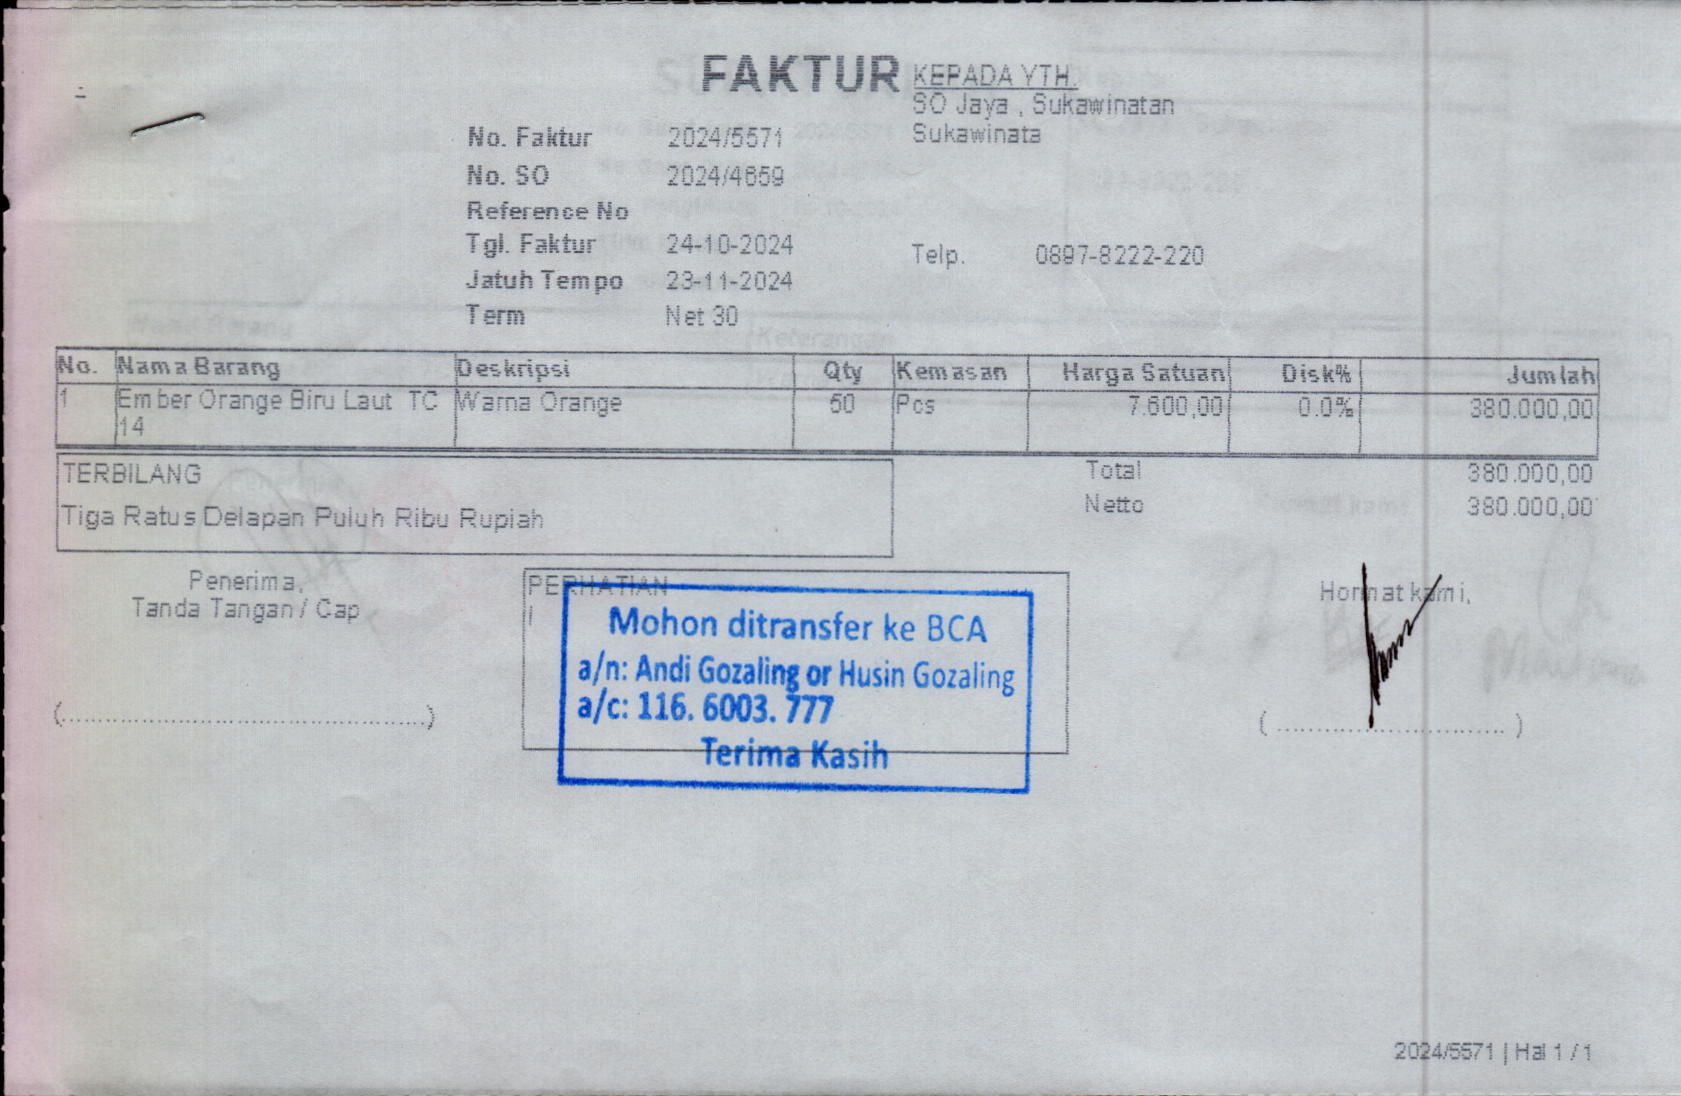 FAKTUR
KEPADA YTH.
SO Jaya , Sukawinatan
Sukawinata
No. Faktur 2024/5571
No. SO 2024/4659
Reference No
Tgl. Faktur 24-10-2024
Telp. 0897-8222-220
Jatuh Tempo 23-11-2024
Term Net 30
No. Nama Barang Deskripsi Qty Kemasan Harga Satuan Disk% Jumlah
1 Ember Orange Biru Laut TC Warna Orange 50 Pcs 7.600,00 0.0% 380.000,00
14
TERBILANG Total 380.000,00
Tiga Ratus Delapan Puluh Ribu Rupiah Netto 380.000,00
Penerima,
Tanda Tangan / Cap
PERHATIAN
Hormat kami,
Mohon ditransfer ke BCA
a/n: Andi Gozaling or Husin Gozaling
a/c: 116. 6003. 777
Terima Kasih
(............................................)
(............................)
2024/5571 | Hal 1 / 1